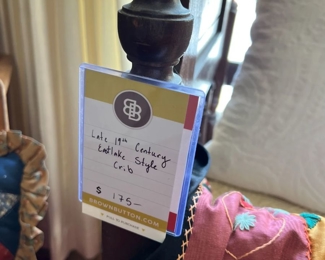 BB
Late 19th Century
Eastlake Style
Crib
$ 175-
BROWNBUTTON.COM